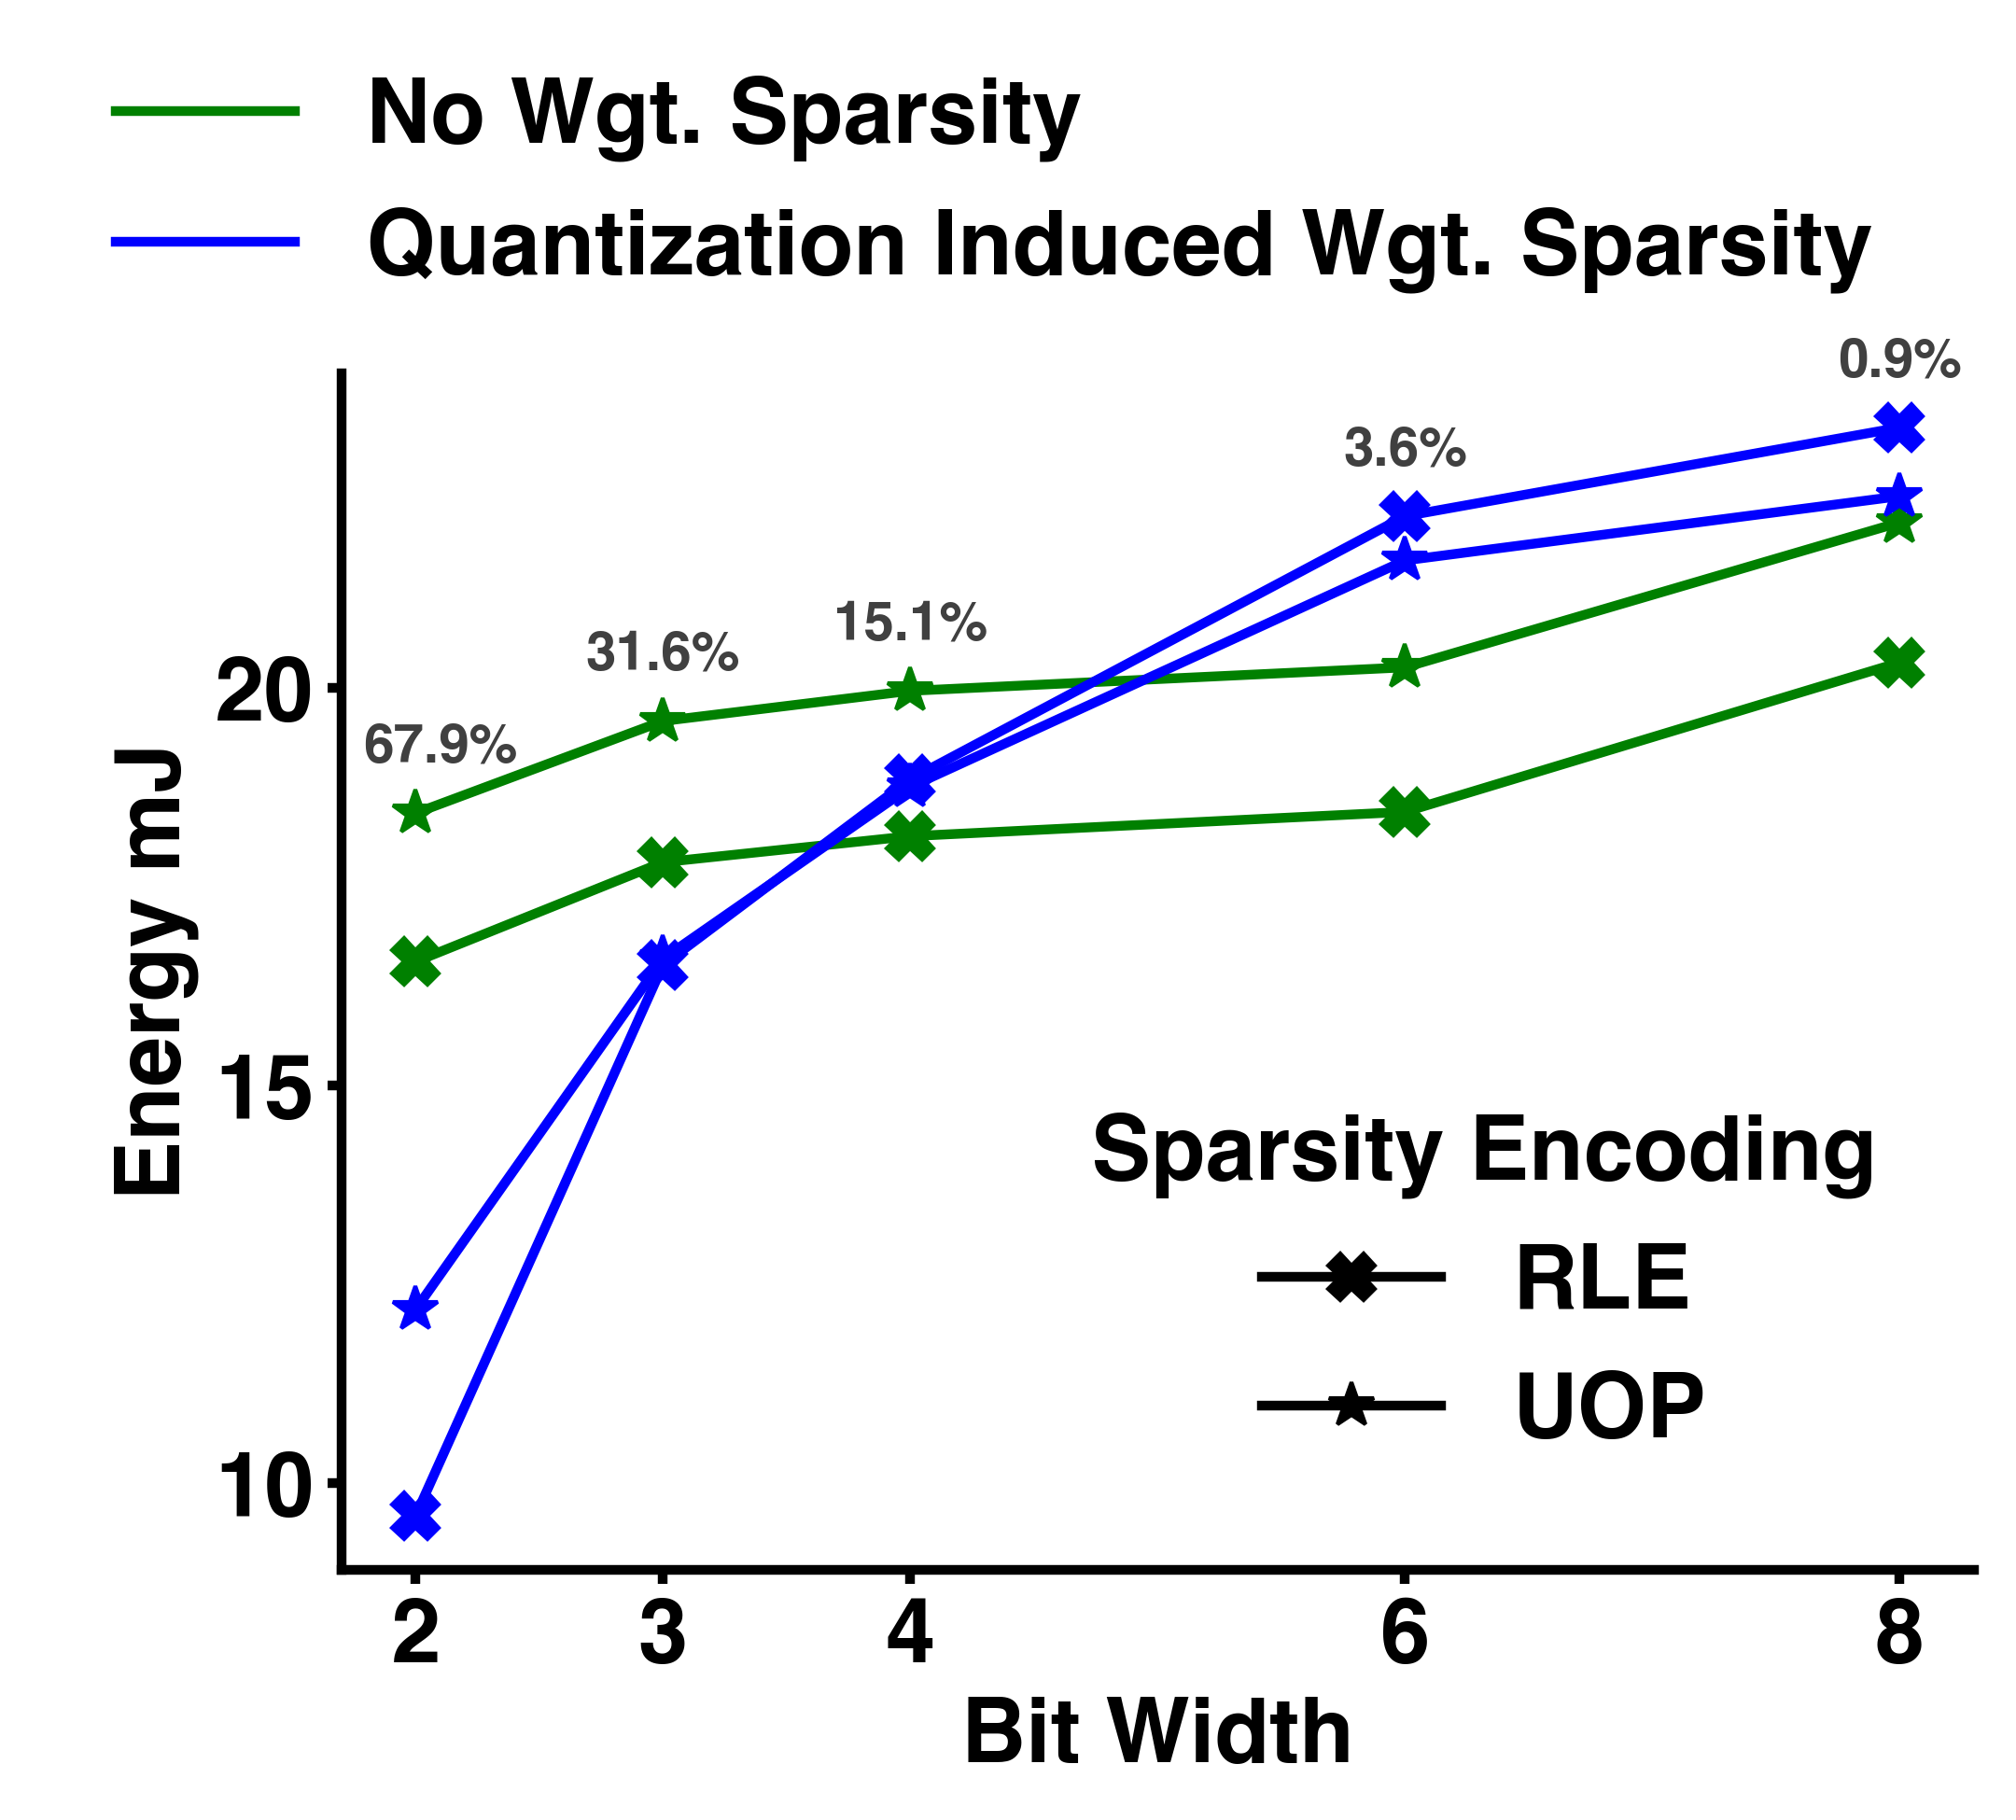 No Wgt. Sparsity
Quantization Induced Wgt. Sparsity
0.9%
3.6%
15.1%
31.6%
67.9%
20
15
10
Energy mJ
Sparsity Encoding
RLE
UOP
2 3 4 6 8
Bit Width